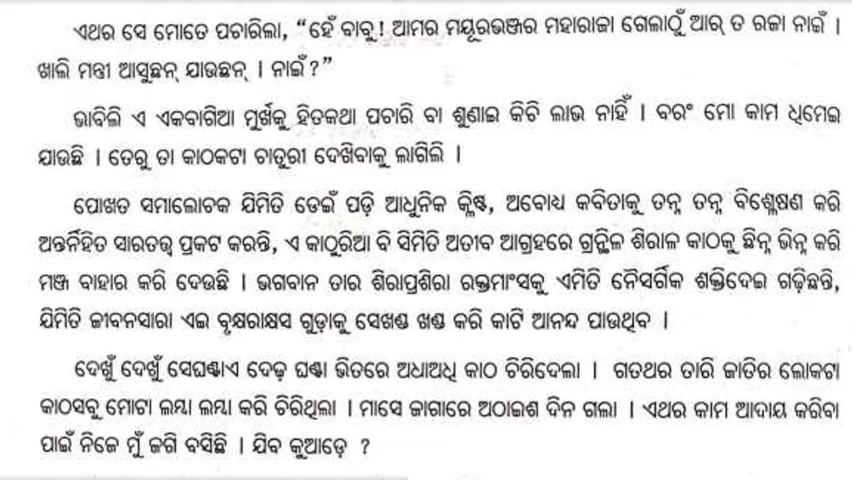 ଏଥର ସେ ମୋତେ ପଚାରିଲା, “ହେଁ ବାବୁ! ଆମର ମୟୂରଭଞ୍ଜର ମହାରାଜା ଗେଲାଠୁଁ ଆର୍ ତ ରଜା ନାଇଁ ।
ଖାଲି ମନ୍ତ୍ରୀ ଆସୁଛନ୍ ଯାଉଛନ୍ । ନାଇଁ?”
ଭାବିଲି ଏ ଏକବାଗିଆ ମୁର୍ଖକୁ ହିତକଥା ପଚାରି ବା ଶୁଣାଇ କିଚି ଲାଭ ନାହିଁ । ବରଂ ମୋ କାମ ଧିମେଇ
ଯାଉଛି । ତେରୁ ତା କାଠକଟା ଚାତୁରୀ ଦେଖିବାକୁ ଲାଗିଲି ।
ପୋଖତ ସମାଲୋଚକ ଯିମିତି ଡେଇଁ ପଡ଼ି ଆଧୁନିକ କ୍ଲିଷ୍ଟ, ଅବୋଧ୍ୟ କବିତାକୁ ତନ୍ନ ତନ୍ନ ବିଶ୍ଳେଷଣ କରି
ଅନ୍ତର୍ନିହିତ ସାରତତ୍ତ୍ୱ ପ୍ରକଟ କରନ୍ତି, ଏ କାଠୁରିଆ ବି ସିମିତି ଅତୀବ ଆଗ୍ରହରେ ଗ୍ରନ୍ଥିଳ ଶିରାଳ କାଠକୁ ଛିନ୍ନ ଭିନ୍ନ କରି
ମଞ୍ଜ ବାହାର କରି ଦେଉଛି । ଭଗବାନ ତାର ଶିରାପ୍ରଶିରା ରକ୍ତମାଂସକୁ ଏମିତି ନୈସର୍ଗିକ ଶକ୍ତିଦେଇ ଗଢ଼ିଛନ୍ତି,
ଯିମିତି ଜୀବନସାରା ଏଇ ବୃକ୍ଷରାକ୍ଷସ ଗୁଡ଼ାକୁ ସେଖଣ୍ଡ ଖଣ୍ଡ କରି କାଟି ଆନନ୍ଦ ପାଉଥିବ ।
ଦେଖୁଁ ଦେଖୁଁ ସେଘଣ୍ଟାଏ ଦେଢ଼ ଘଣ୍ଟା ଭିତରେ ଅଧାଅଧି କାଠ ଚିରିଦେଲା । ଗତଥର ତାରି ଜାତିର ଲୋକଟା
କାଠସବୁ ମୋଟା ଲମ୍ବା ଲମ୍ବା କରି ଚିରିଥିଲା । ମାସେ ଜାଗାରେ ଅଠାଇଶ ଦିନ ଗଲା । ଏଥର କାମ ଆଦାୟ କରିବା
ପାଇଁ ନିଜେ ମୁଁ ଜଗି ବସିଛି । ଯିବ କୁଆଡ଼େ ?